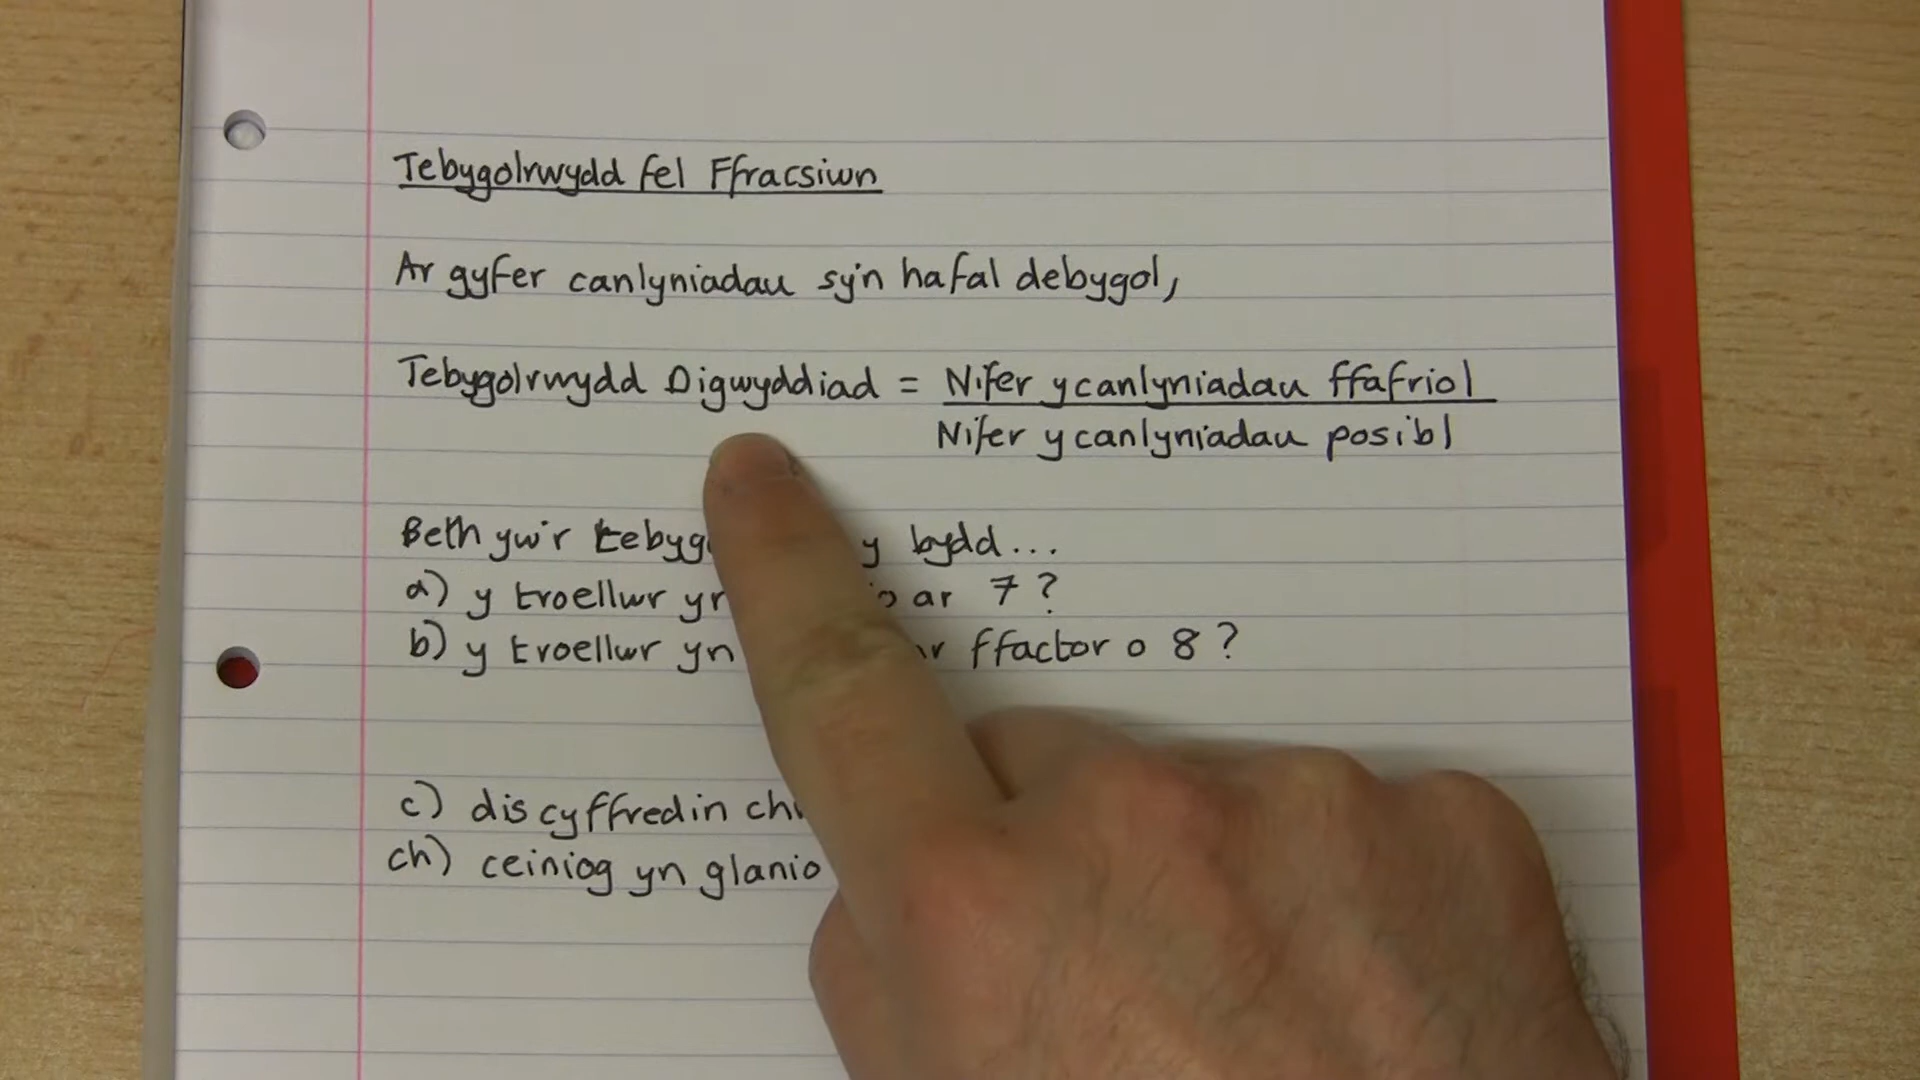 Tebygolrwydd fel Ffracsiwn
Ar gyfer canlyniadau sy'n hafal debygol,
Tebygolrwydd Digwyddiad = Nifer y canlyniadau ffafriol
Nifer y canlyniadau posibl
Beth yw'r y bydd...
a) y troellwr ar 7?
b) y troellwr yn ffactor o 8?
c) dis cyffredin
ch) ceiniog yn glanio